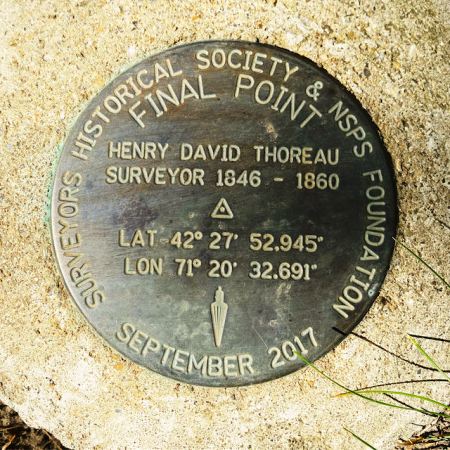 SURVEYORS HISTORICAL SOCIETY & NSPS FOUNDATION
FINAL POINT
HENRY DAVID THOREAU
SURVEYOR 1846 - 1860
LAT 42° 27' 52.945"
LON 71° 20' 32.691"
SEPTEMBER 2017